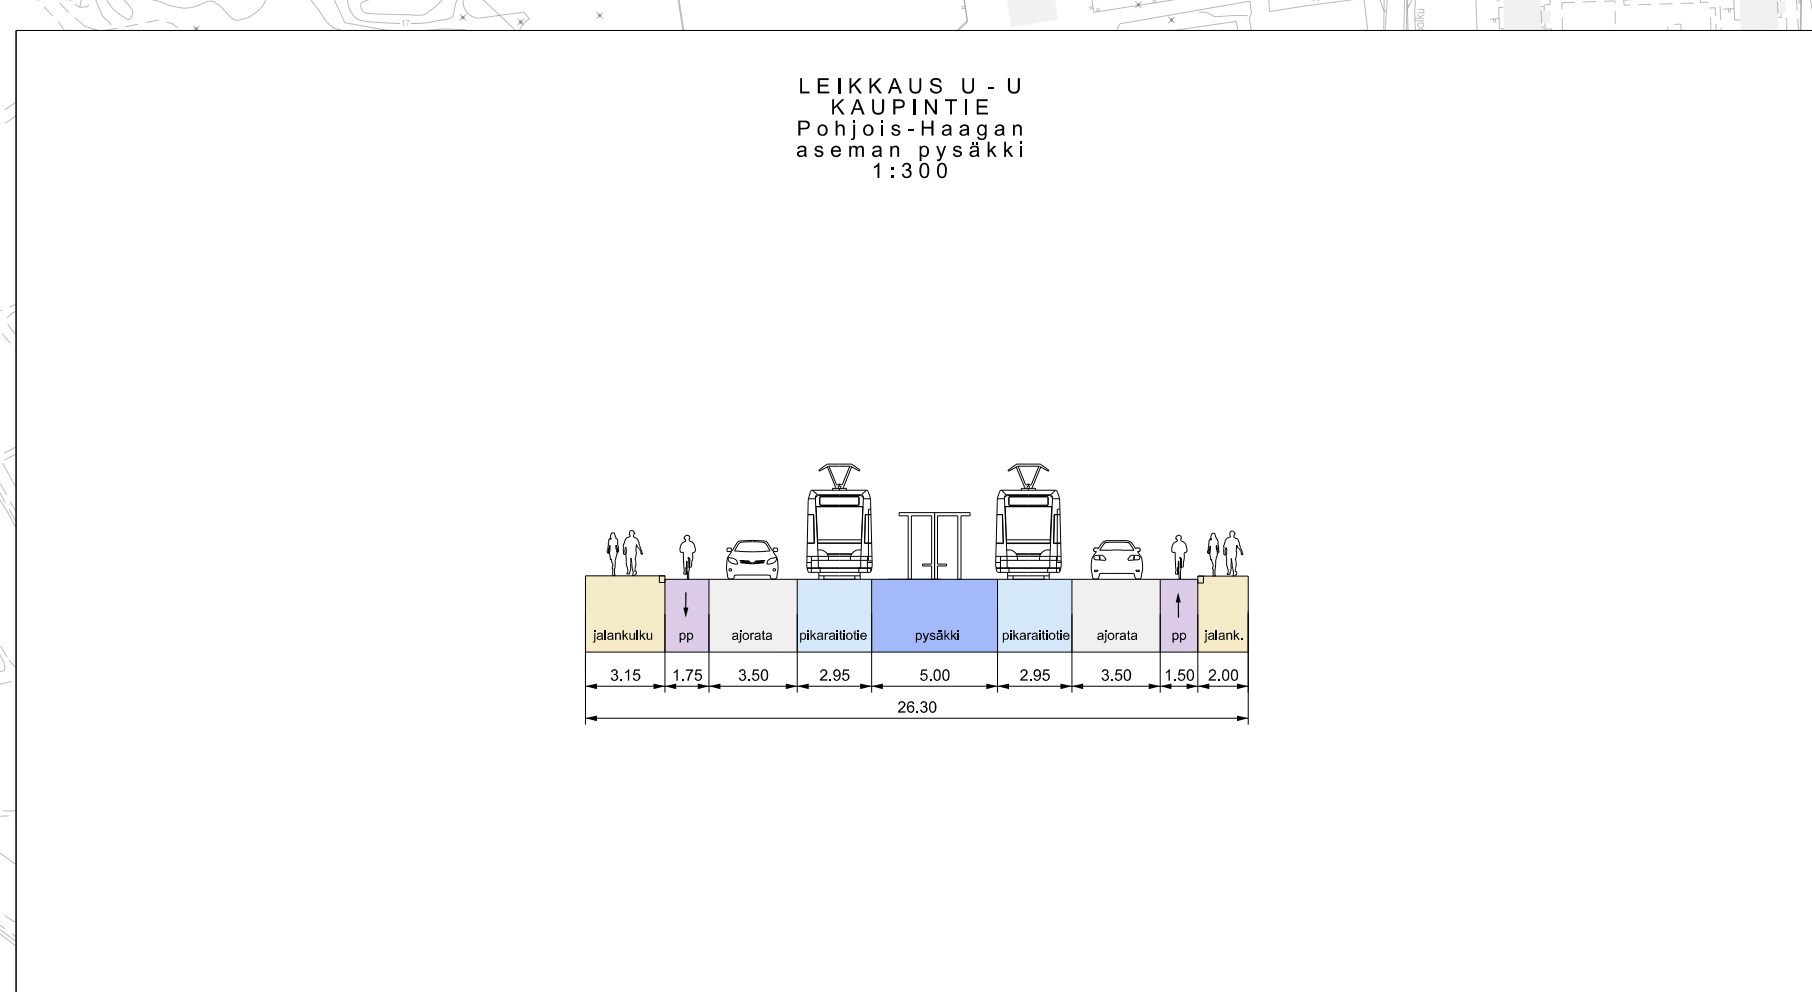 17
LEIKKAUS U - U
KAUPINTIE
Pohjois-Haagan
aseman pysäkki
1:300
jalankulku pp ajorata pikaraitiotie pysäkki pikaraitiotie ajorata pp jalank.
3.15 1.75 3.50 2.95 5.00 2.95 3.50 1.50 2.00
26.30